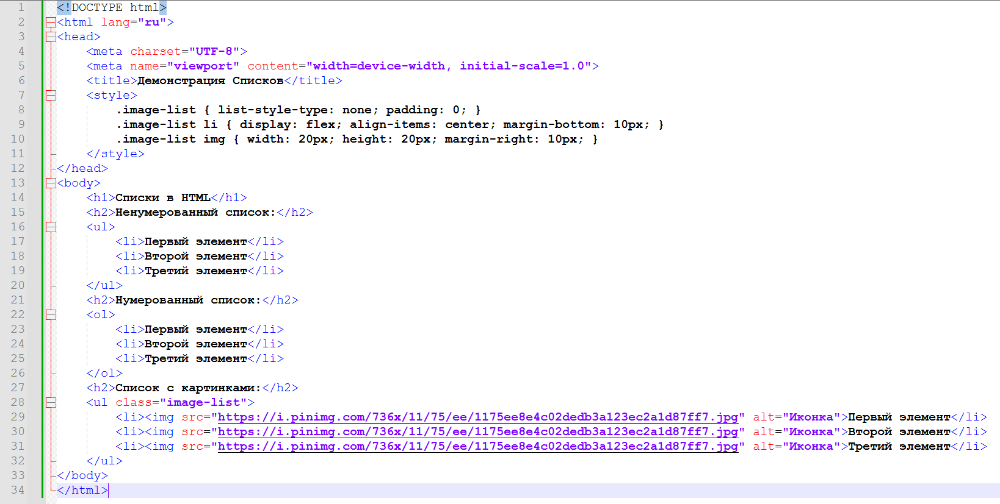 1 <!DOCTYPE html>
2 <html lang="ru">
3 <head>
4 <meta charset="UTF-8">
5 <meta name="viewport" content="width=device-width, initial-scale=1.0">
6 <title>Демонстрация Списков</title>
7 <style>
8 .image-list { list-style-type: none; padding: 0; }
9 .image-list li { display: flex; align-items: center; margin-bottom: 10px; }
10 .image-list img { width: 20px; height: 20px; margin-right: 10px; }
11 </style>
12 </head>
13 <body>
14 <h1>Списки в HTML</h1>
15 <h2>Ненумерованный список:</h2>
16 <ul>
17 <li>Первый элемент</li>
18 <li>Второй элемент</li>
19 <li>Третий элемент</li>
20 </ul>
21 <h2>Нумерованный список:</h2>
22 <ol>
23 <li>Первый элемент</li>
24 <li>Второй элемент</li>
25 <li>Третий элемент</li>
26 </ol>
27 <h2>Список с картинками:</h2>
28 <ul class="image-list">
29 <li><img src="https://i.pinimg.com/736x/11/75/ee/1175ee8e4c02dedb3a123ec2a1d87ff7.jpg" alt="Иконка">Первый элемент</li>
30 <li><img src="https://i.pinimg.com/736x/11/75/ee/1175ee8e4c02dedb3a123ec2a1d87ff7.jpg" alt="Иконка">Второй элемент</li>
31 <li><img src="https://i.pinimg.com/736x/11/75/ee/1175ee8e4c02dedb3a123ec2a1d87ff7.jpg" alt="Иконка">Третий элемент</li>
32 </ul>
33 </body>
34 </html>